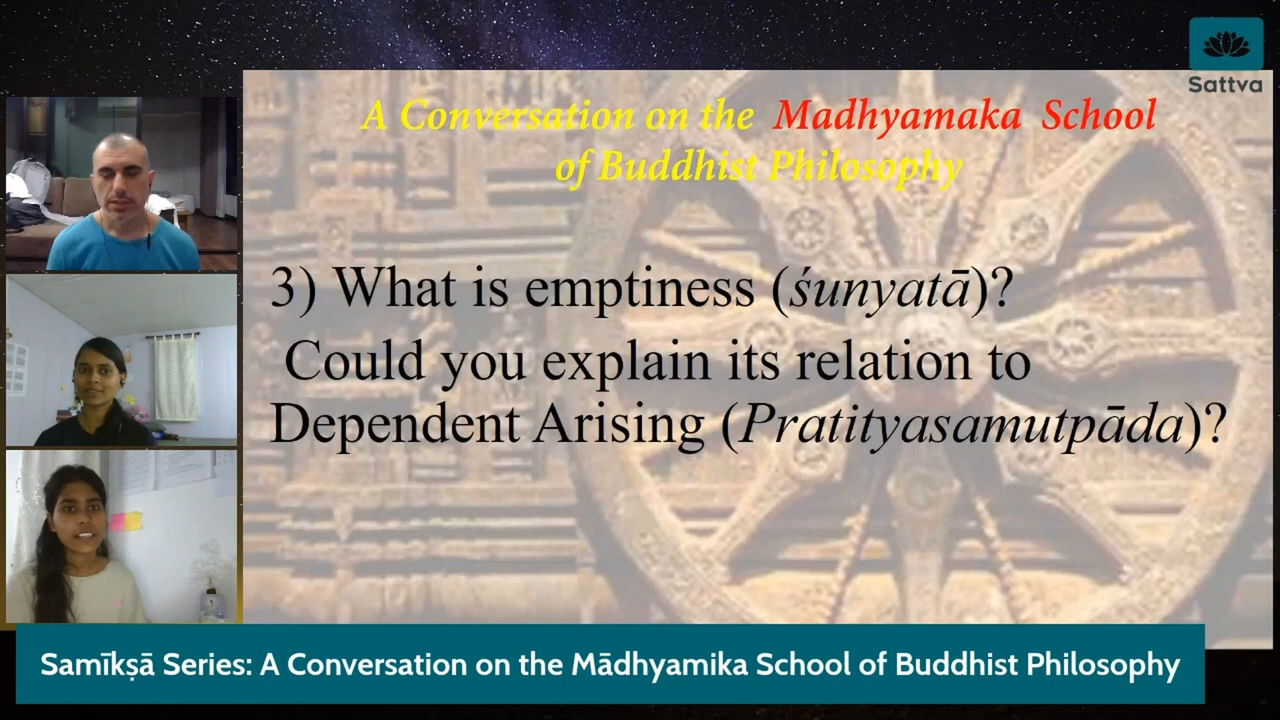 Sattva
A Conversation on the Madhyamaka School
of Buddhist Philosophy
3) What is emptiness (śunyatā)?
Could you explain its relation to
Dependent Arising (Pratityasamutpāda)?
Samīkṣā Series: A Conversation on the Mādhyamika School of Buddhist Philosophy